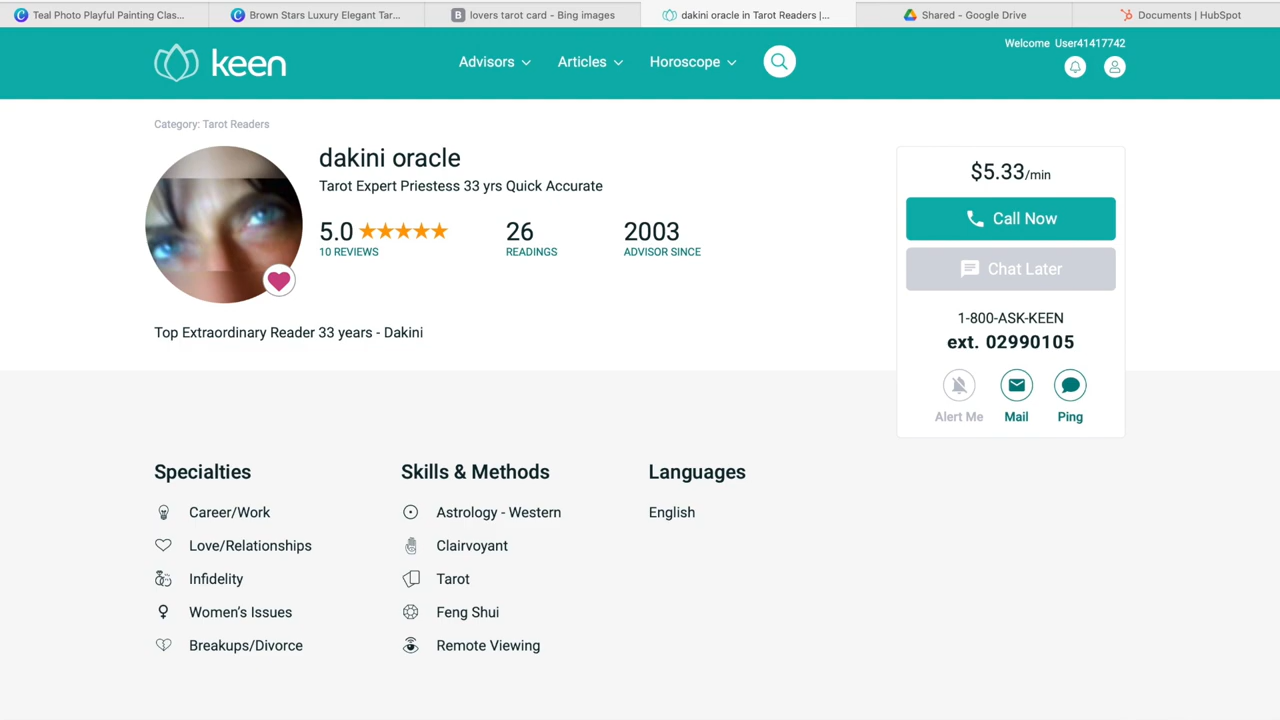 Teal Photo Playful Painting Clas...
Brown Stars Luxury Elegant Tar...
lovers tarot card - Bing images
dakini oracle in Tarot Readers |...
Shared - Google Drive
Documents | HubSpot
keen
Advisors
Articles
Horoscope
Welcome User41417742
Category: Tarot Readers
dakini oracle
Tarot Expert Priestess 33 yrs Quick Accurate
5.0
10 REVIEWS
26
READINGS
2003
ADVISOR SINCE
Top Extraordinary Reader 33 years - Dakini
$5.33/min
Call Now
Chat Later
1-800-ASK-KEEN
ext. 02990105
Alert Me
Mail
Ping
Specialties
Career/Work
Love/Relationships
Infidelity
Women's Issues
Breakups/Divorce
Skills & Methods
Astrology - Western
Clairvoyant
Tarot
Feng Shui
Remote Viewing
Languages
English